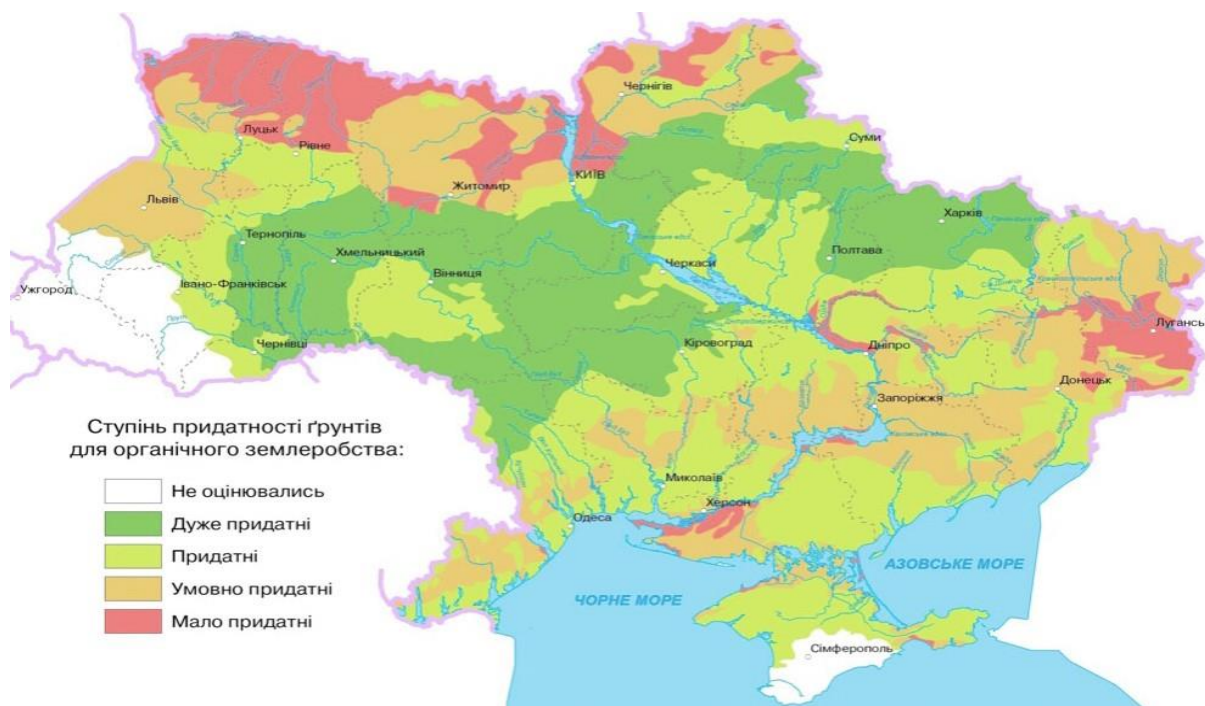 Чернігів
Суми
Луцьк
Рівне
КИЇВ
Житомир
Львів
Харків
Тернопіль
Хмельницький
Полтава
Вінниця
Черкаси
Ужгород
Івано-Франківськ
Чернівці
Кіровоград
Дніпро
Лугансь
Донецьк
Запоріжжя
Ступінь придатності ґрунтів
для органічного землеробства:
Не оцінювались
Дуже придатні
Придатні
Умовно придатні
Мало придатні
Миколаїв
Херсон
Одеса
АЗОВСЬКЕ МОРЕ
ЧОРНЕ МОРЕ
Сімферополь